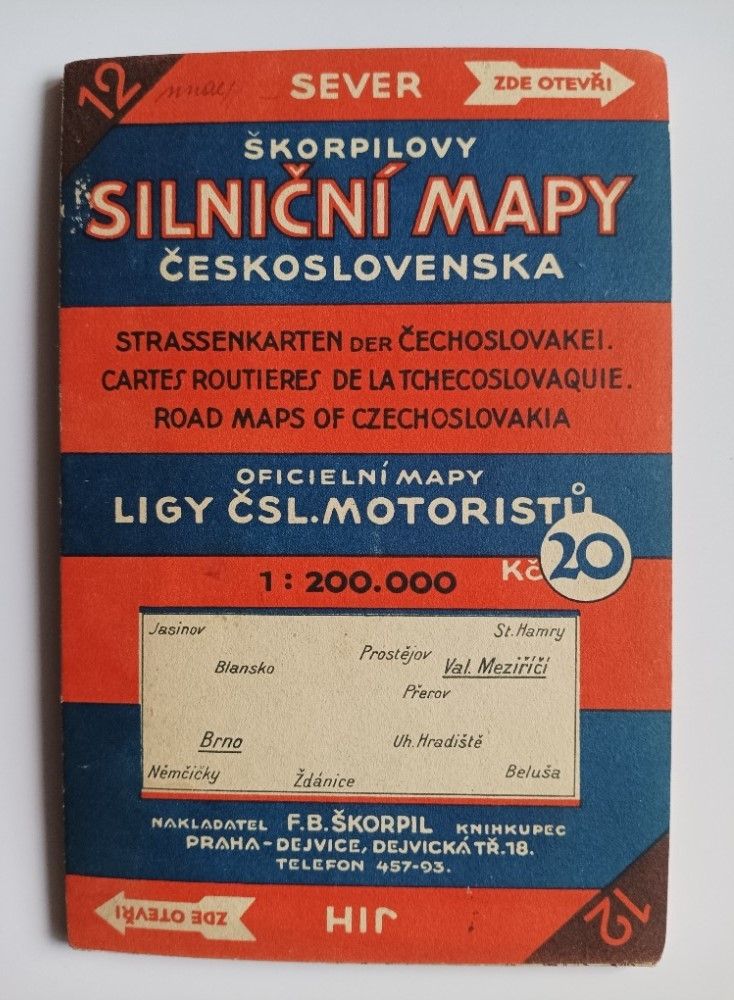 12
SEVER
ZDE OTEVŘI
ŠKORPILOVY
SILNIČNÍ MAPY
ČESKOSLOVENSKA
STRASSENKARTEN DER ČECHOSLOVAKEI.
CARTES ROUTIERES DE LA TCHECOSLOVAQUIE.
ROAD MAPS OF CZECHOSLOVAKIA
OFICIELNÍ MAPY
LIGY ČSL. MOTORISTŮ
Kč 20
1 : 200.000
Jasinov
St. Hamry
Prostějov
Blansko
Val. Meziříčí
Přerov
Brno
Uh. Hradiště
Němčičky
Ždánice
Beluša
NAKLADATEL F.B. ŠKORPIL KNIHKUPEC
PRAHA-DEJVICE, DEJVICKÁ TŘ. 18.
TELEFON 457-93.
ZDE OTEVŘI
JIH
12